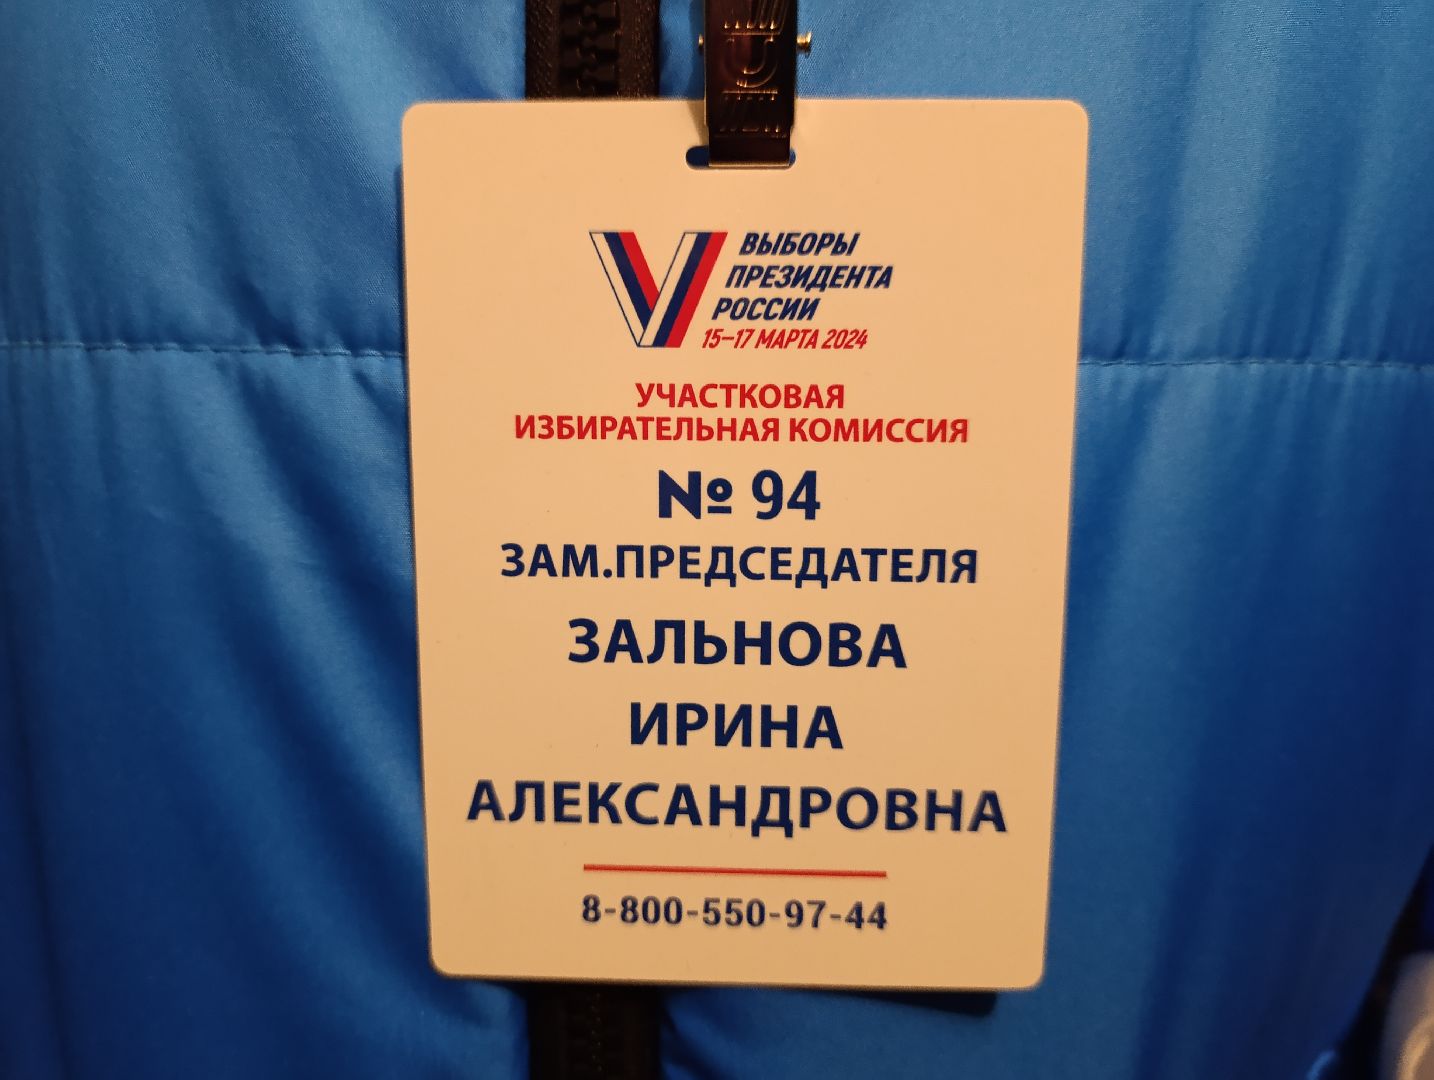 ВЫБОРЫ
ПРЕЗИДЕНТА
РОССИИ
15–17 МАРТА 2024
УЧАСТКОВАЯ
ИЗБИРАТЕЛЬНАЯ КОМИССИЯ
№ 94
ЗАМ.ПРЕДСЕДАТЕЛЯ
ЗАЛЬНОВА
ИРИНА
АЛЕКСАНДРОВНА
8-800-550-97-44